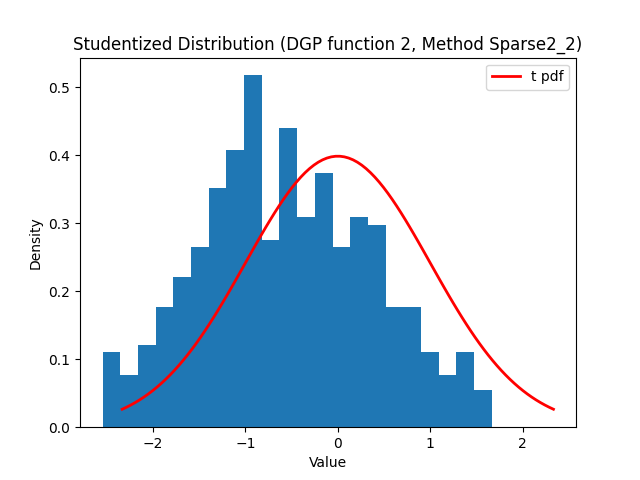 Studentized Distribution (DGP function 2, Method Sparse2_2)
t pdf
0.5
0.4
0.3
0.2
0.1
0.0
Density
−2
−1
0
1
2
Value